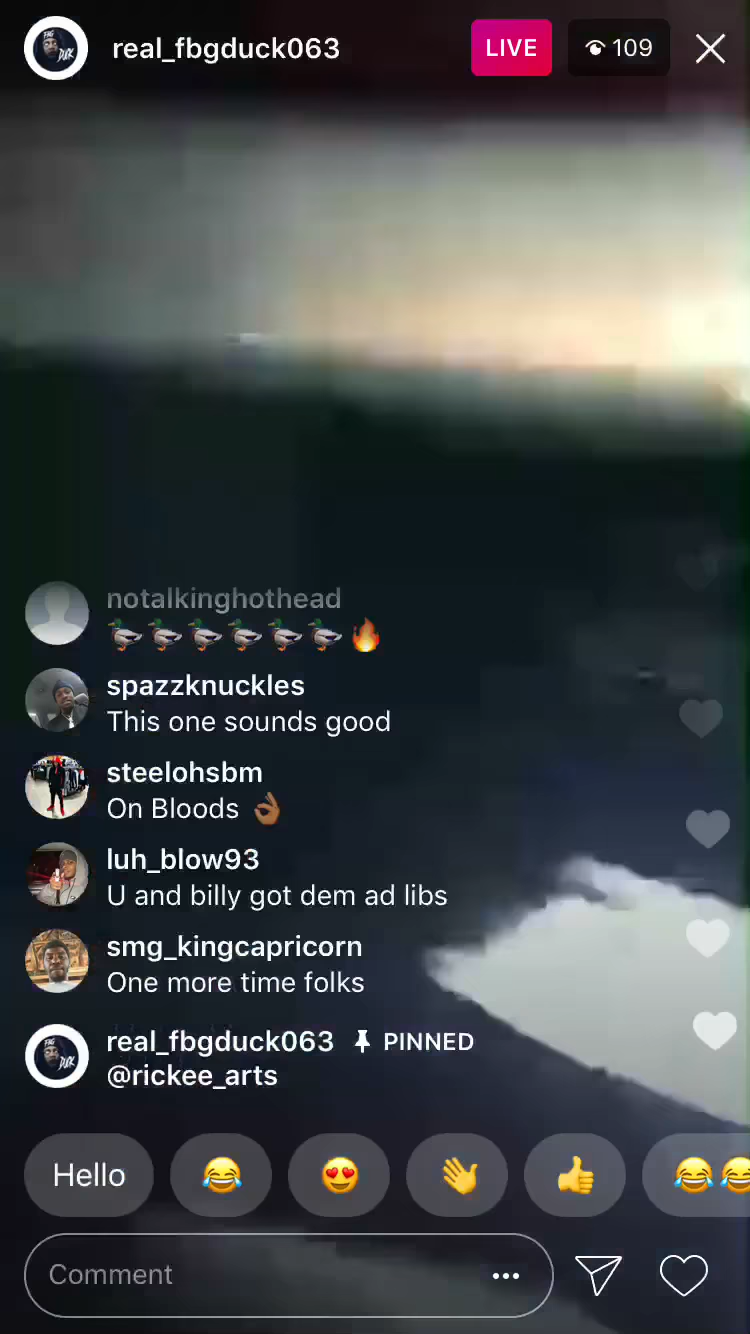 real_fbgduck063
LIVE
109
notalkinghothead
🦆🦆🦆🦆🦆🦆🔥
spazzknuckles
This one sounds good
steelohsbm
On Bloods 👌🏾
luh_blow93
U and billy got dem ad libs
smg_kingcapricorn
One more time folks
real_fbgduck063 📌 PINNED
@rickee_arts
Hello 😂 😍 👋 👍 😂😂
Comment